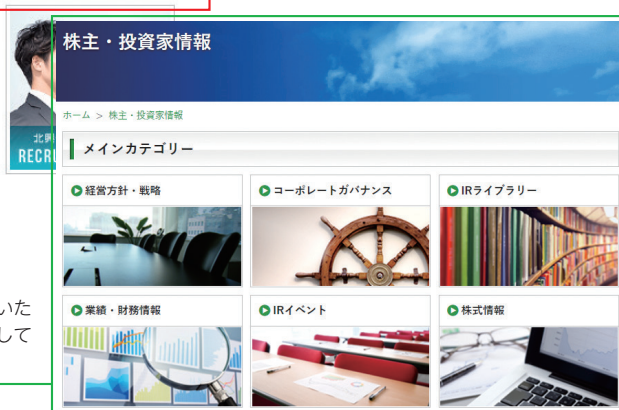 株主・投資家情報
ホーム > 株主・投資家情報
メインカテゴリー
経営方針・戦略
コーポレートガバナンス
IRライブラリー
業績・財務情報
IRイベント
株式情報
北興
RECRU
いた
して